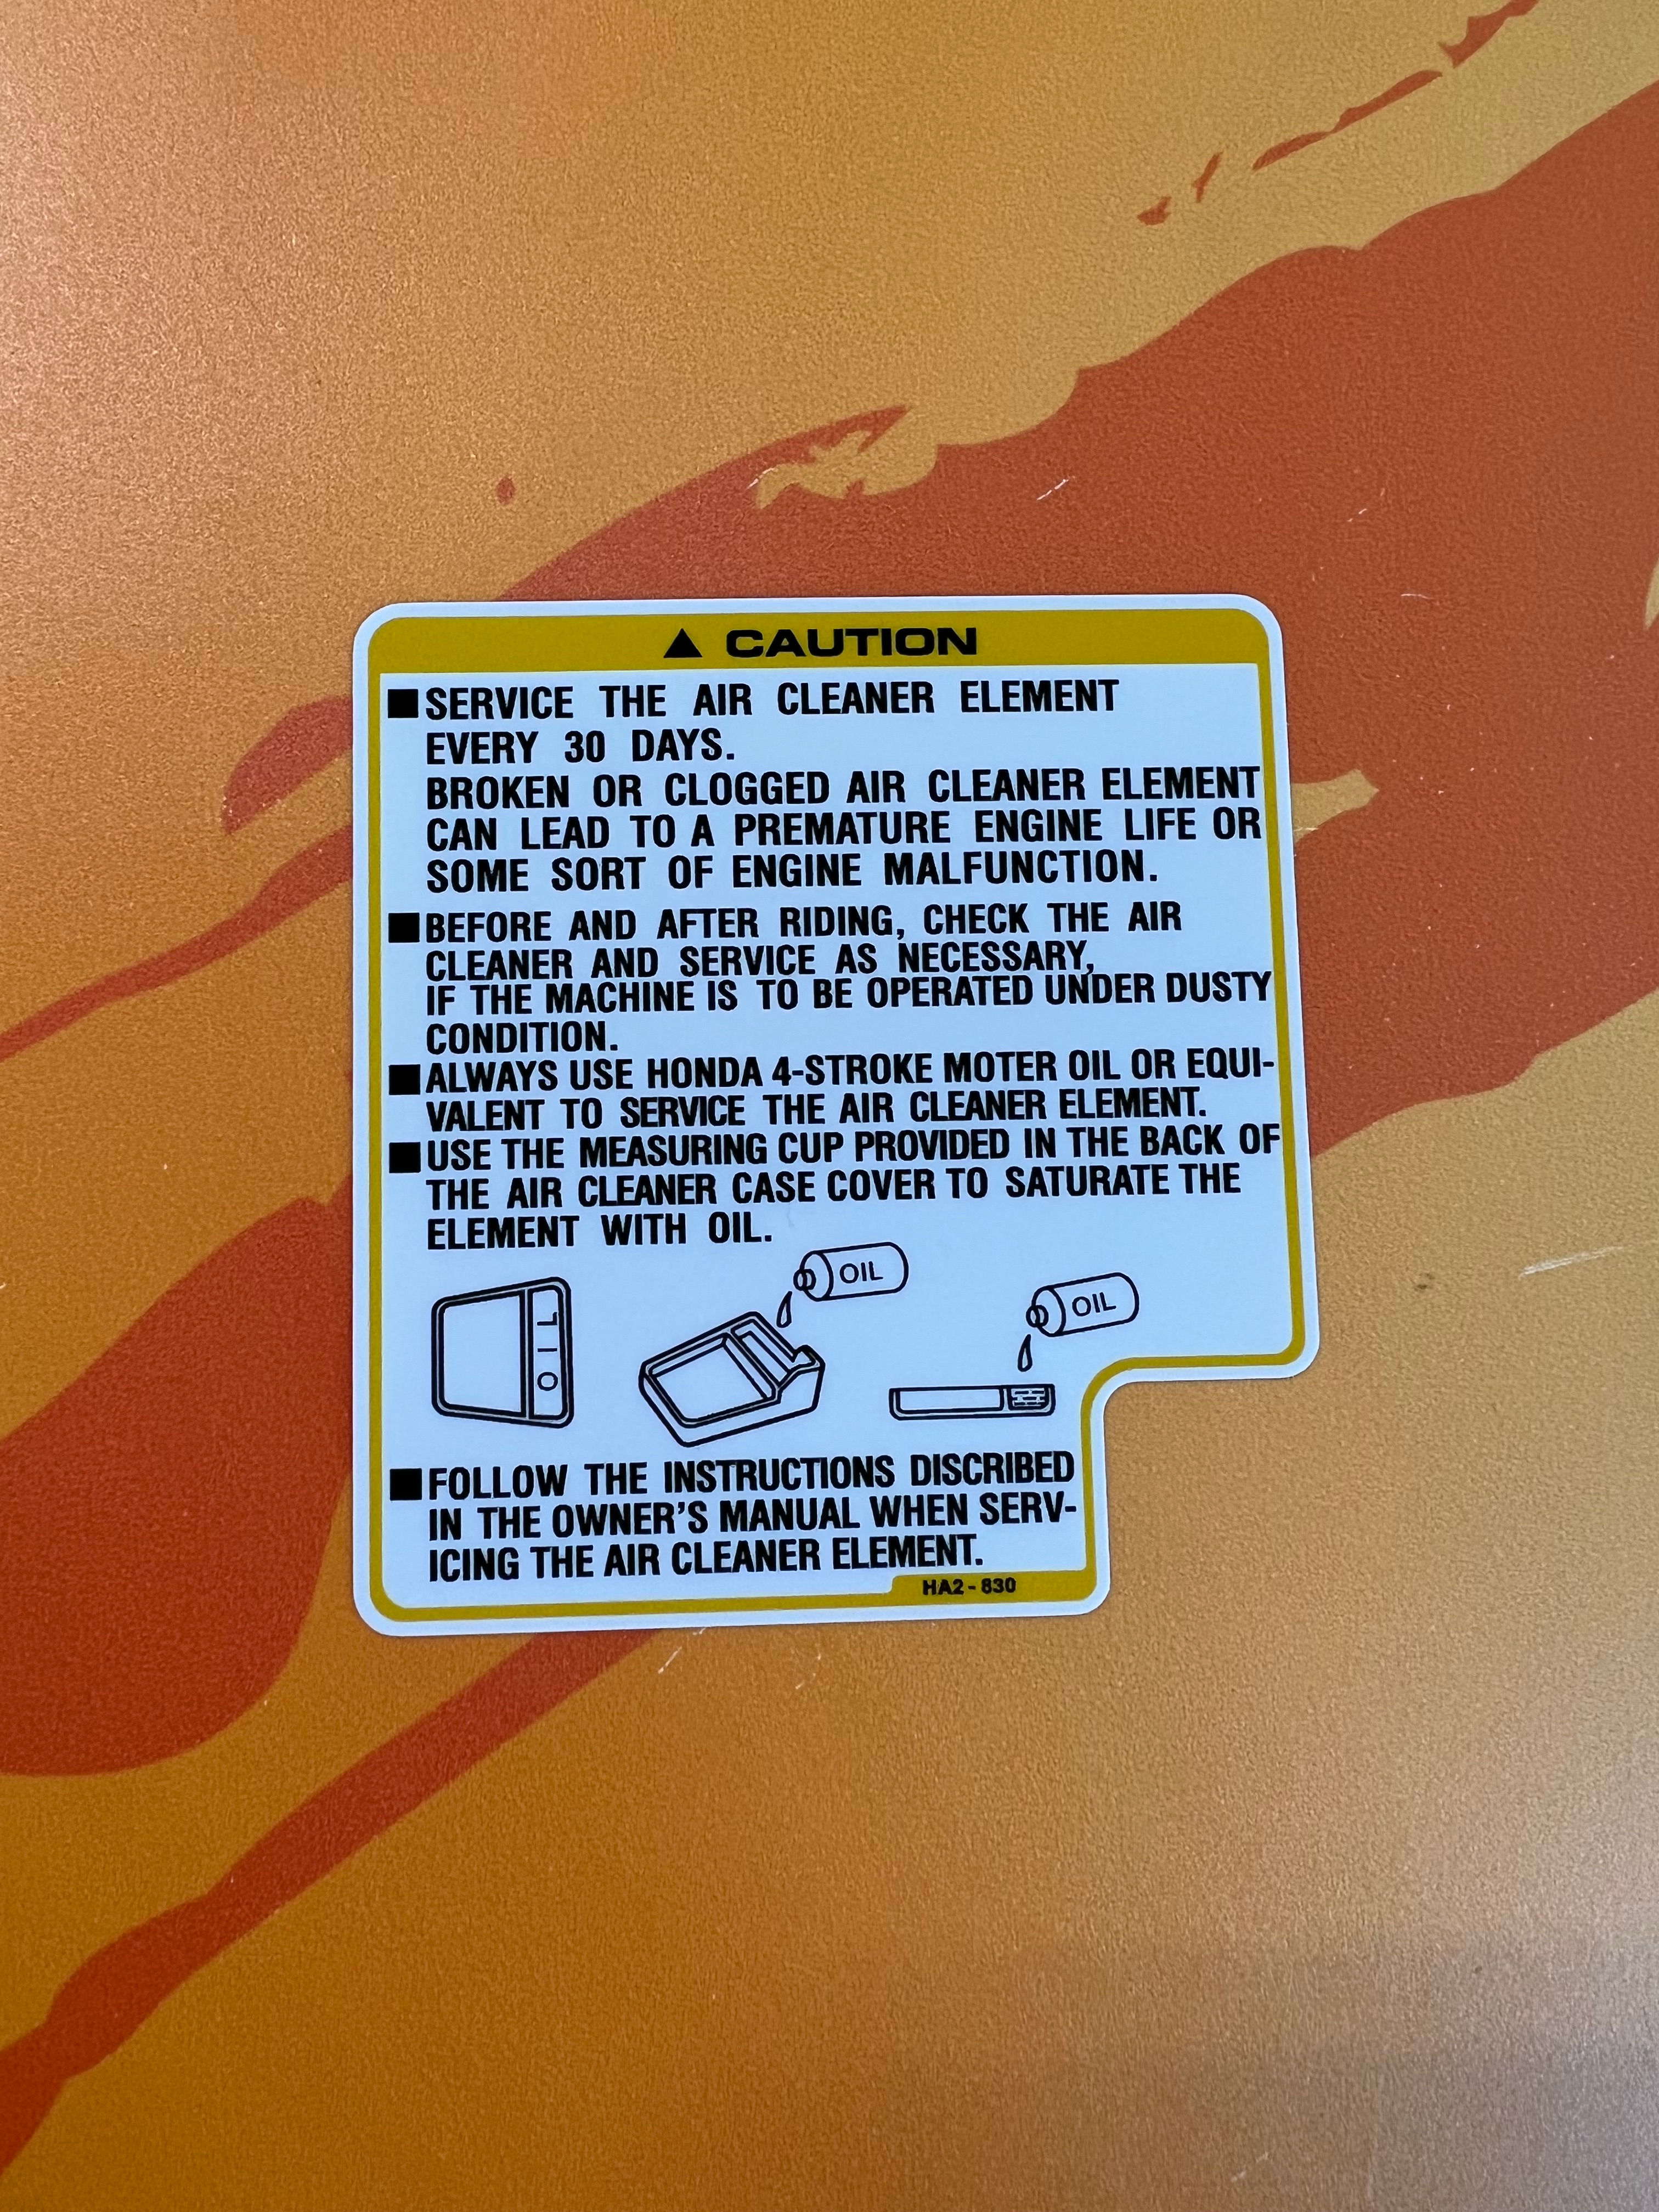 ▲ CAUTION
■ SERVICE THE AIR CLEANER ELEMENT
EVERY 30 DAYS.
BROKEN OR CLOGGED AIR CLEANER ELEMENT
CAN LEAD TO A PREMATURE ENGINE LIFE OR
SOME SORT OF ENGINE MALFUNCTION.
■ BEFORE AND AFTER RIDING, CHECK THE AIR
CLEANER AND SERVICE AS NECESSARY,
IF THE MACHINE IS TO BE OPERATED UNDER DUSTY
CONDITION.
■ ALWAYS USE HONDA 4-STROKE MOTER OIL OR EQUI-
VALENT TO SERVICE THE AIR CLEANER ELEMENT.
■ USE THE MEASURING CUP PROVIDED IN THE BACK OF
THE AIR CLEANER CASE COVER TO SATURATE THE
ELEMENT WITH OIL.
OIL
OIL
OIL
■ FOLLOW THE INSTRUCTIONS DISCRIBED
IN THE OWNER'S MANUAL WHEN SERV-
ICING THE AIR CLEANER ELEMENT.
HA2-830